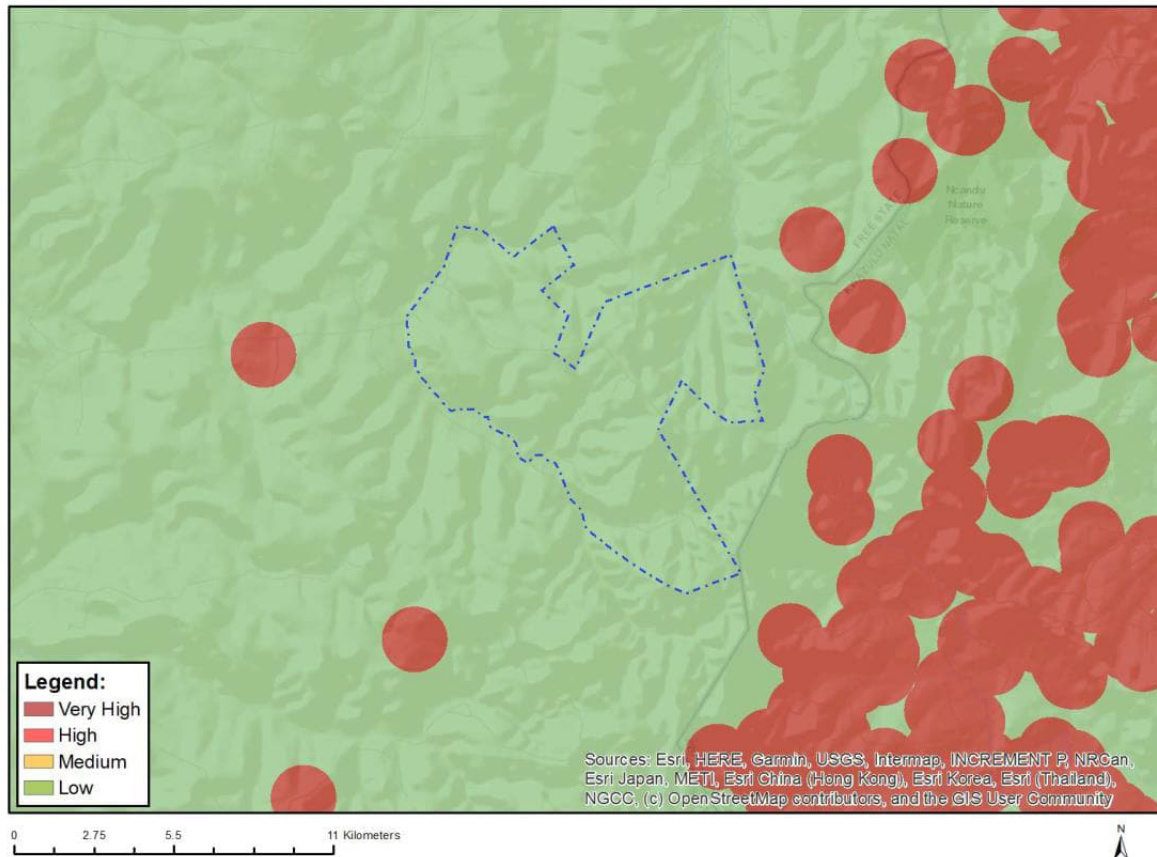 Ncandu
Nature
Reserve
FREE STATE
KWAZULU-NATAL
Legend:
Very High
High
Medium
Low
Sources: Esri, HERE, Garmin, USGS, Intermap, INCREMENT P, NRCan,
Esri Japan, METI, Esri China (Hong Kong), Esri Korea, Esri (Thailand),
NGCC, (c) OpenStreetMap contributors, and the GIS User Community
0 2.75 5.5 11 Kilometers
N